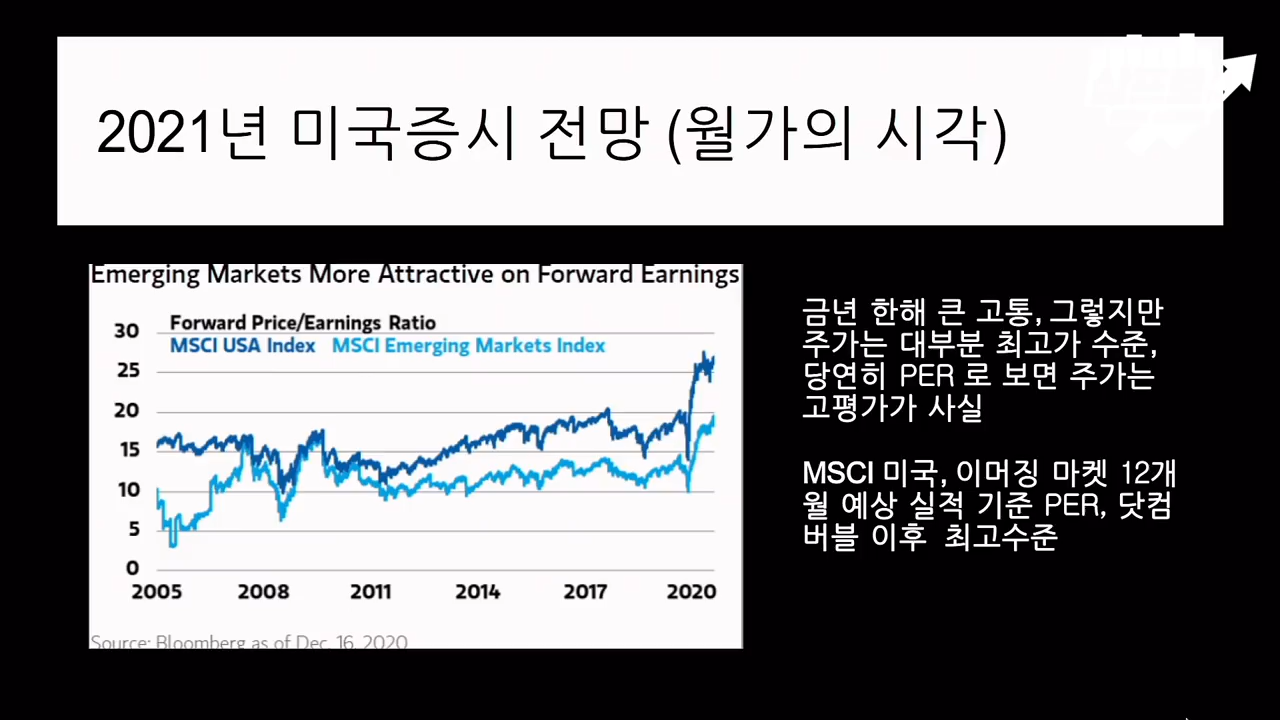 2021년 미국증시 전망 (월가의 시각)
Emerging Markets More Attractive on Forward Earnings
Forward Price/Earnings Ratio
MSCI USA Index MSCI Emerging Markets Index
30
25
20
15
10
5
0
2005 2008 2011 2014 2017 2020
Source: Bloomberg as of Dec. 16, 2020
금년 한해 큰 고통, 그렇지만
주가는 대부분 최고가 수준,
당연히 PER 로 보면 주가는
고평가가 사실
MSCI 미국, 이머징 마켓 12개
월 예상 실적 기준 PER, 닷컴
버블 이후 최고수준